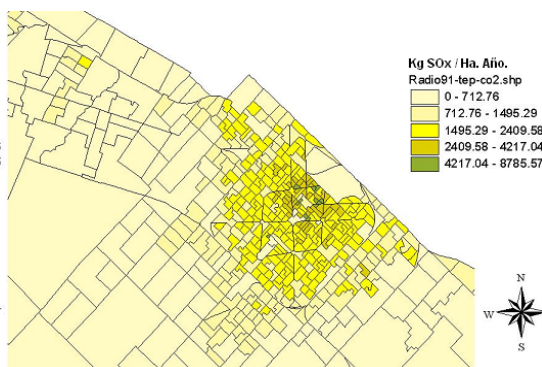 Kg SOx / Ha. Año.
Radio91-tep-co2.shp
0 - 712.76
712.76 - 1495.29
1495.29 - 2409.58
2409.58 - 4217.04
4217.04 - 8785.57
N
W E
S